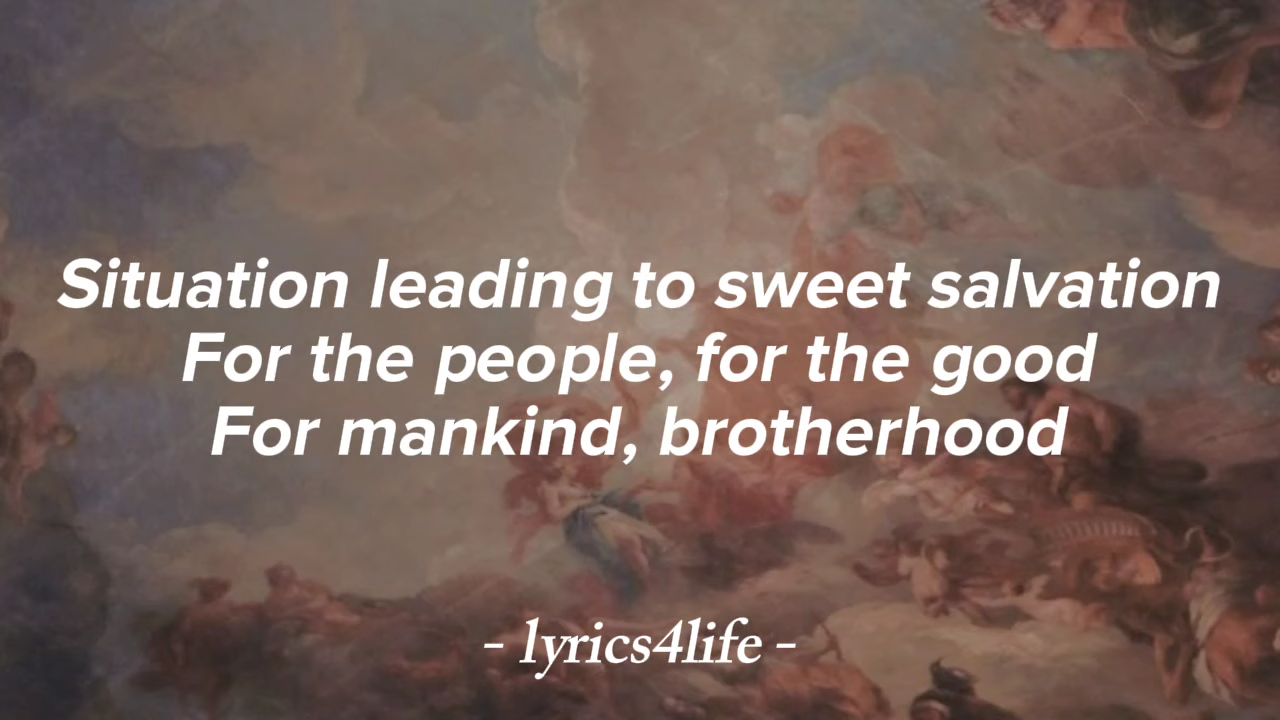 Situation leading to sweet salvation
For the people, for the good
For mankind, brotherhood
- lyrics4life -